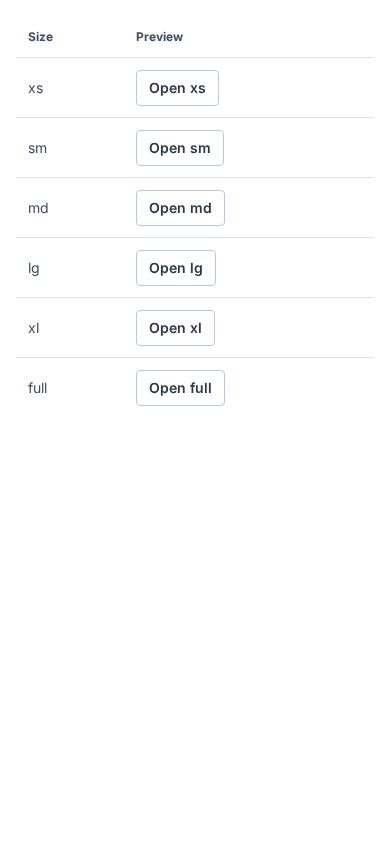 Size Preview
xs Open xs
sm Open sm
md Open md
lg Open lg
xl Open xl
full Open full